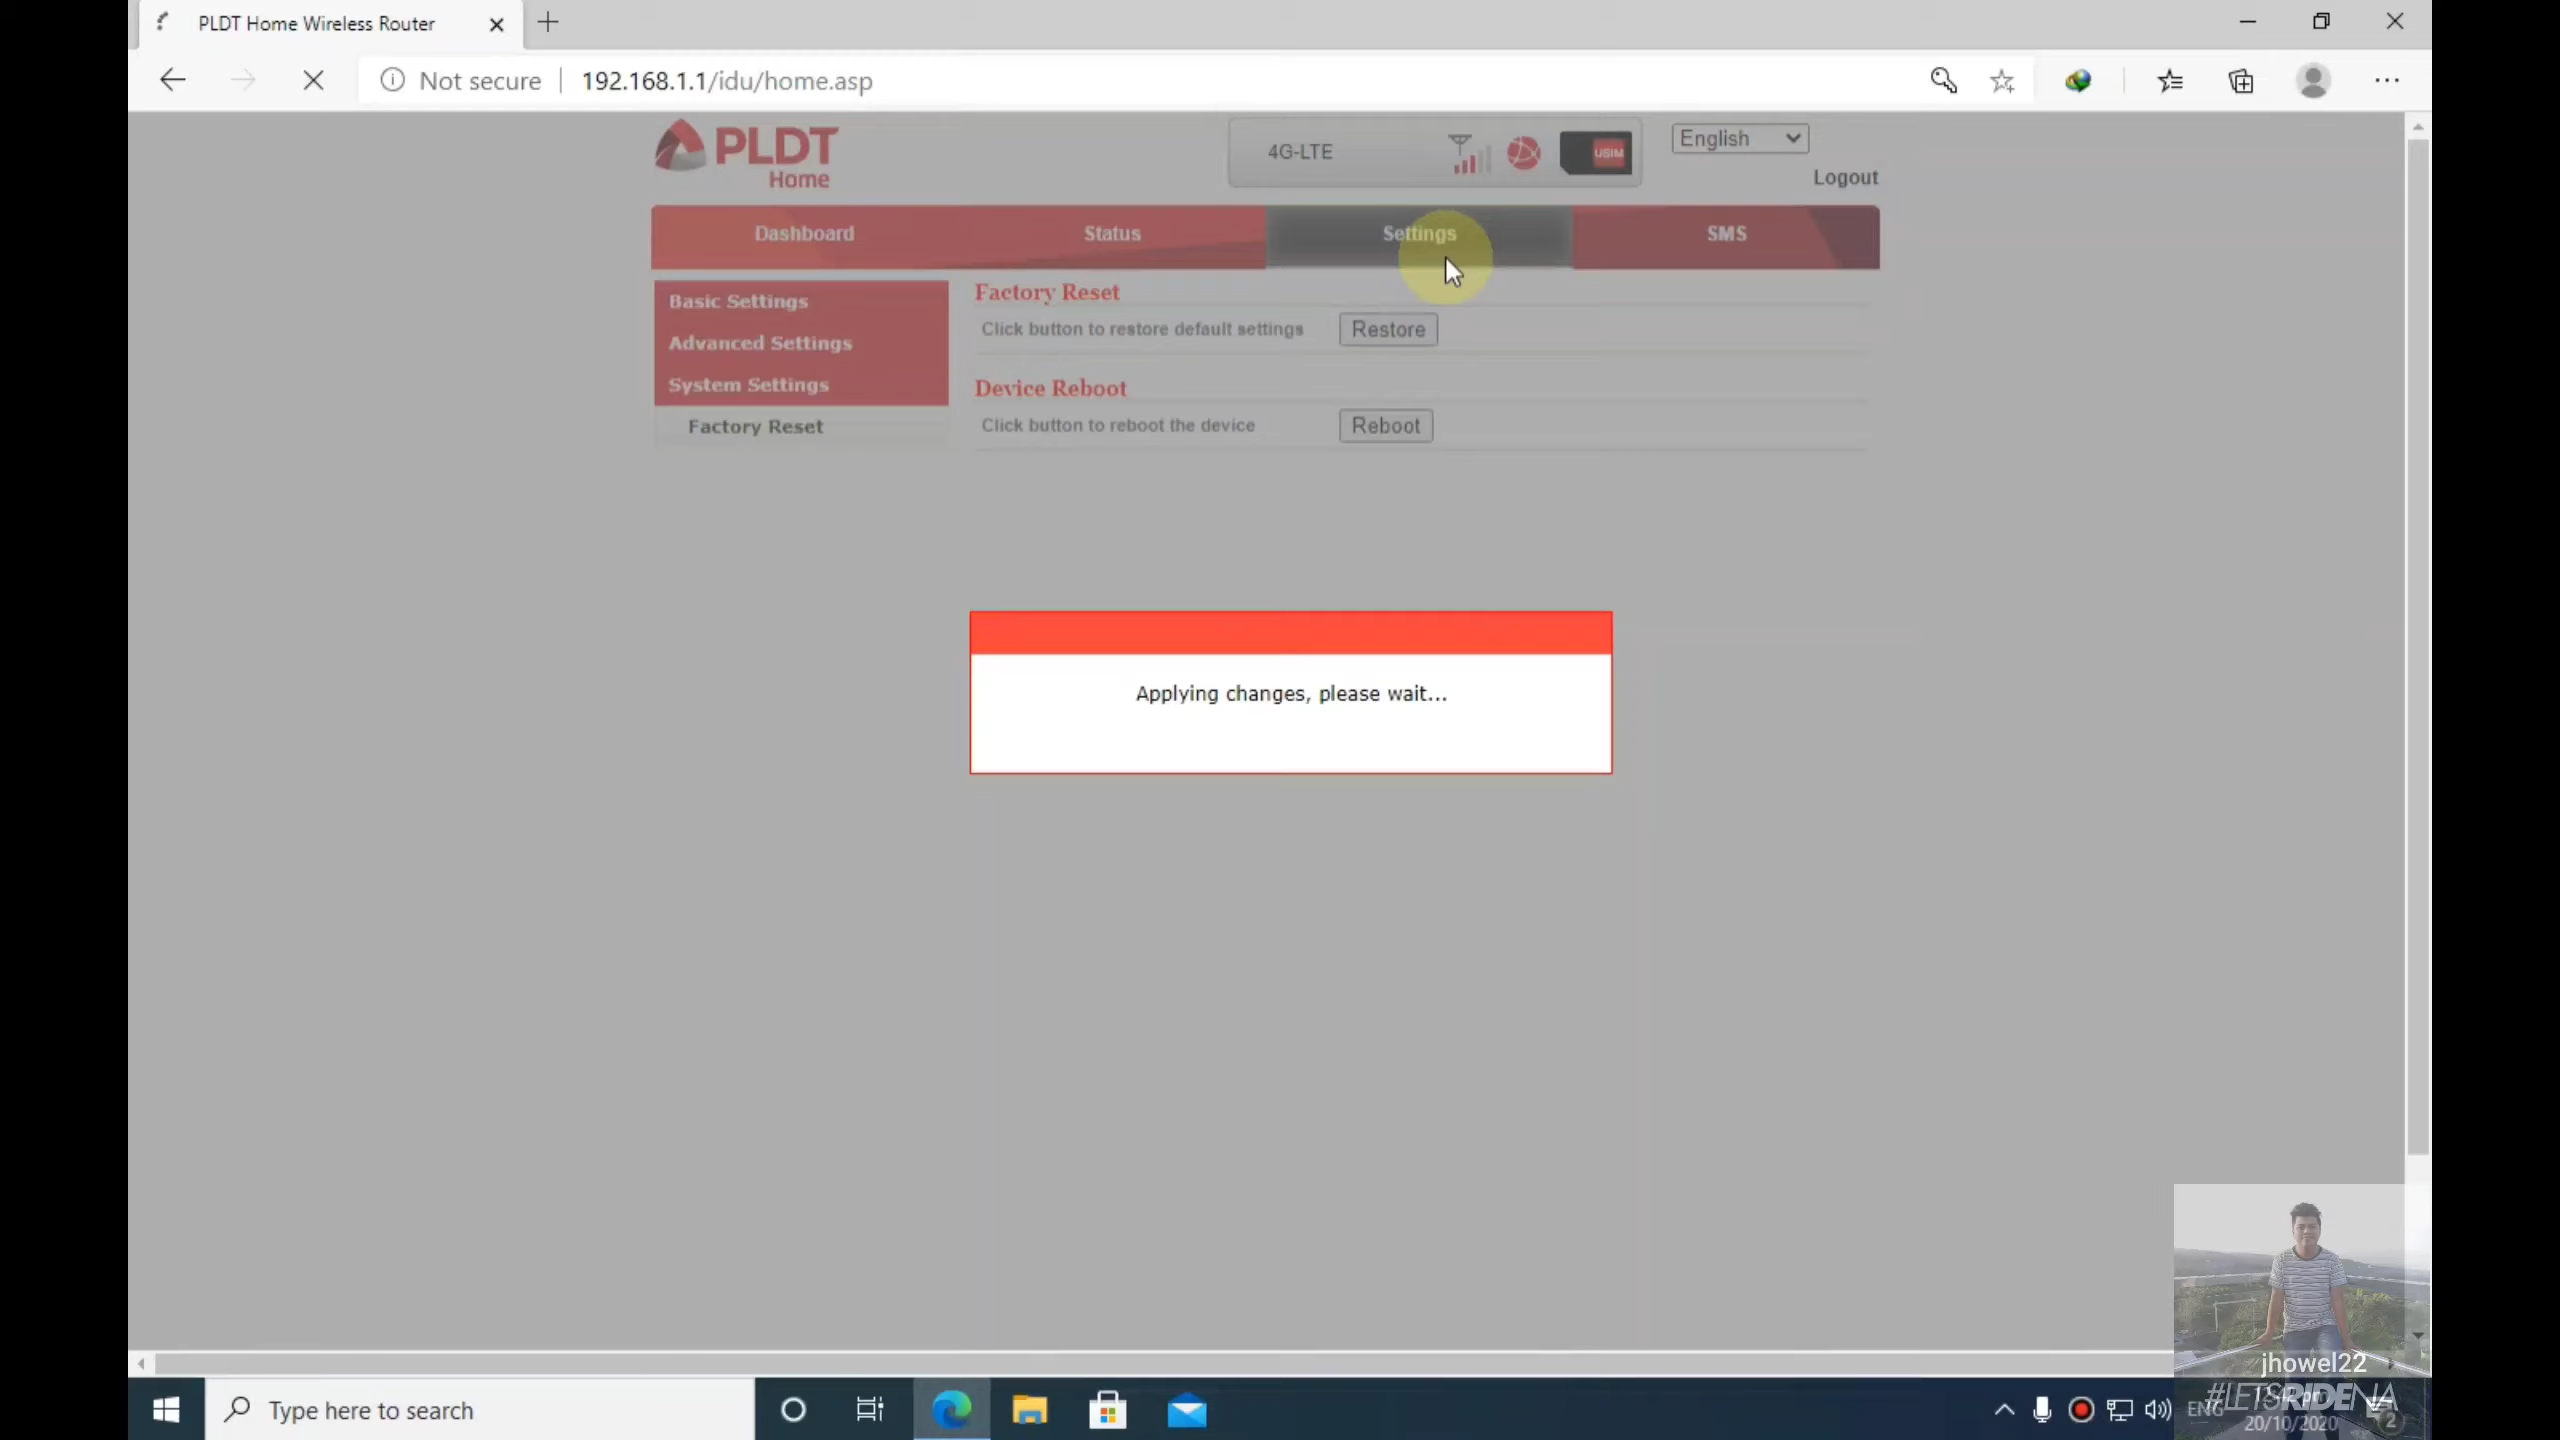 PLDT Home Wireless Router
Not secure
192.168.1.1/idu/home.asp
PLDT
Home
4G-LTE
USIM
English
Logout
Dashboard
Status
Settings
SMS
Basic Settings
Advanced Settings
System Settings
Factory Reset
Factory Reset
Click button to restore default settings
Restore
Device Reboot
Click button to reboot the device
Reboot
Applying changes, please wait...
jhowel22
#LETSRIDENA
Type here to search
ENG
20/10/2020
2